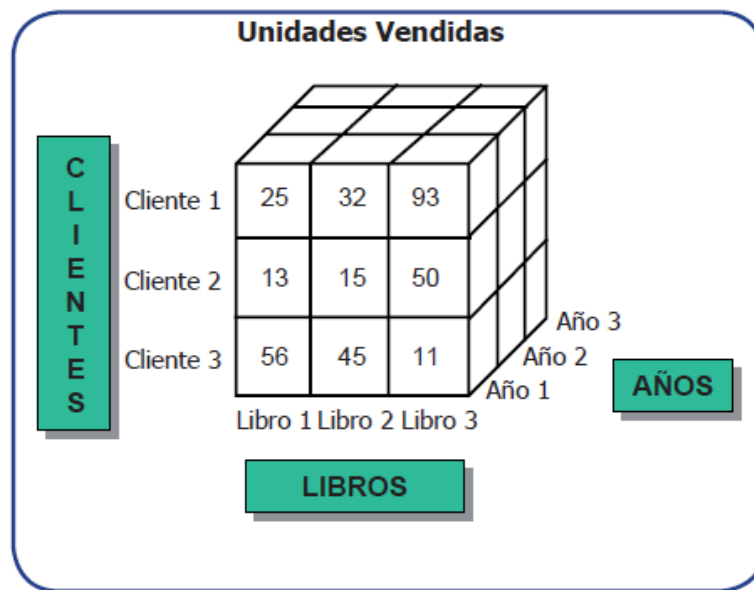 Unidades Vendidas
CLIENTES
Cliente 1 25 32 93
Cliente 2 13 15 50
Cliente 3 56 45 11
Libro 1 Libro 2 Libro 3
Año 1
Año 2
Año 3
AÑOS
LIBROS